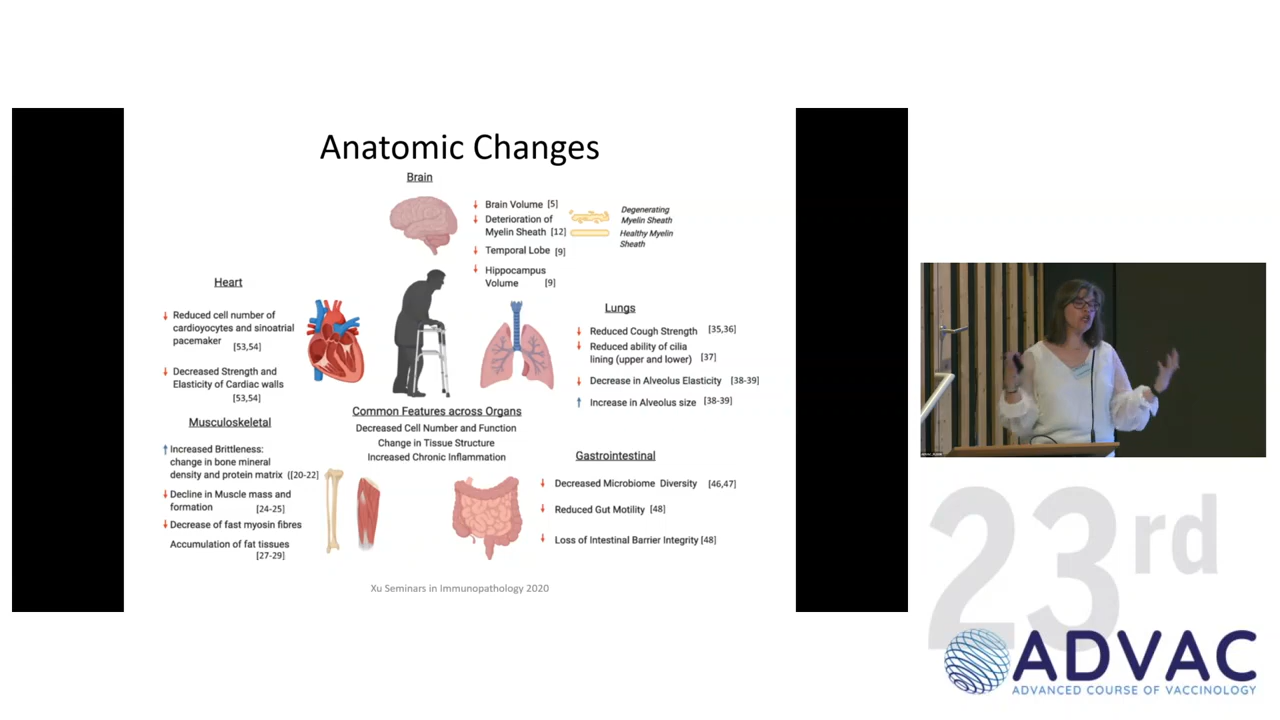 Anatomic Changes
Brain
Brain Volume [5]
Deterioration of
Myelin Sheath [12]
Temporal Lobe [9]
Hippocampus
Volume [9]
Degenerating
Myelin Sheath
Healthy Myelin
Sheath
Heart
Reduced cell number of
cardioyocytes and sinoatrial
pacemaker [53,54]
Decreased Strength and
Elasticity of Cardiac walls
[53,54]
Lungs
Reduced Cough Strength [35,36]
Reduced ability of cilia
lining (upper and lower) [37]
Decrease in Alveolus Elasticity [38-39]
Increase in Alveolus size [38-39]
Common Features across Organs
Decreased Cell Number and Function
Change in Tissue Structure
Increased Chronic Inflammation
Musculoskeletal
Increased Brittleness:
change in bone mineral
density and protein matrix ([20-22]
Decline in Muscle mass and
formation [24-25]
Decrease of fast myosin fibres
Accumulation of fat tissues
[27-29]
Gastrointestinal
Decreased Microbiome Diversity [46,47]
Reduced Gut Motility [48]
Loss of Intestinal Barrier Integrity [48]
Xu Seminars in Immunopathology 2020
23rd
ADVAC
ADVANCED COURSE OF VACCINOLOGY